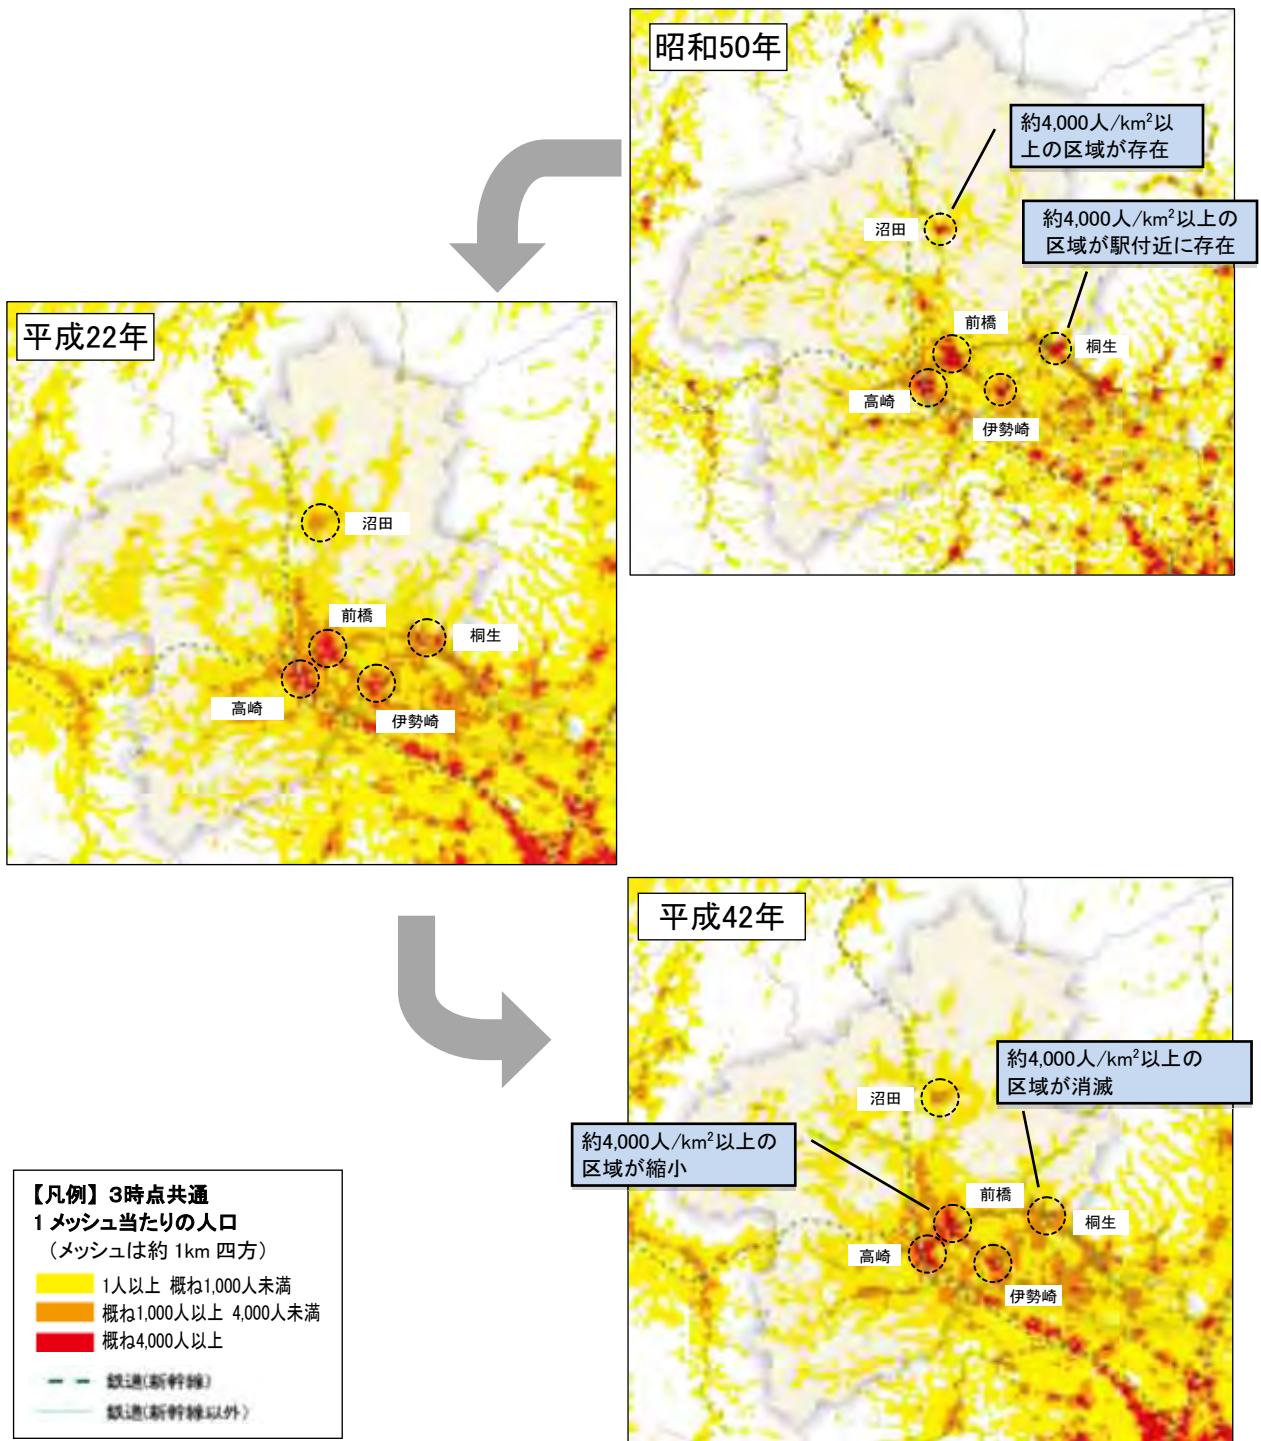 昭和50年
約4,000人/km²以
上の区域が存在
約4,000人/km²以上の
区域が駅付近に存在
沼田
前橋
桐生
高崎
伊勢崎
平成22年
沼田
前橋
桐生
高崎
伊勢崎
平成42年
約4,000人/km²以上の
区域が消滅
沼田
約4,000人/km²以上の
区域が縮小
前橋
桐生
高崎
伊勢崎
【凡例】3時点共通
1メッシュ当たりの人口
（メッシュは約1km四方）
1人以上 概ね1,000人未満
概ね1,000人以上 4,000人未満
概ね4,000人以上
鉄道(新幹線)
鉄道(新幹線以外)